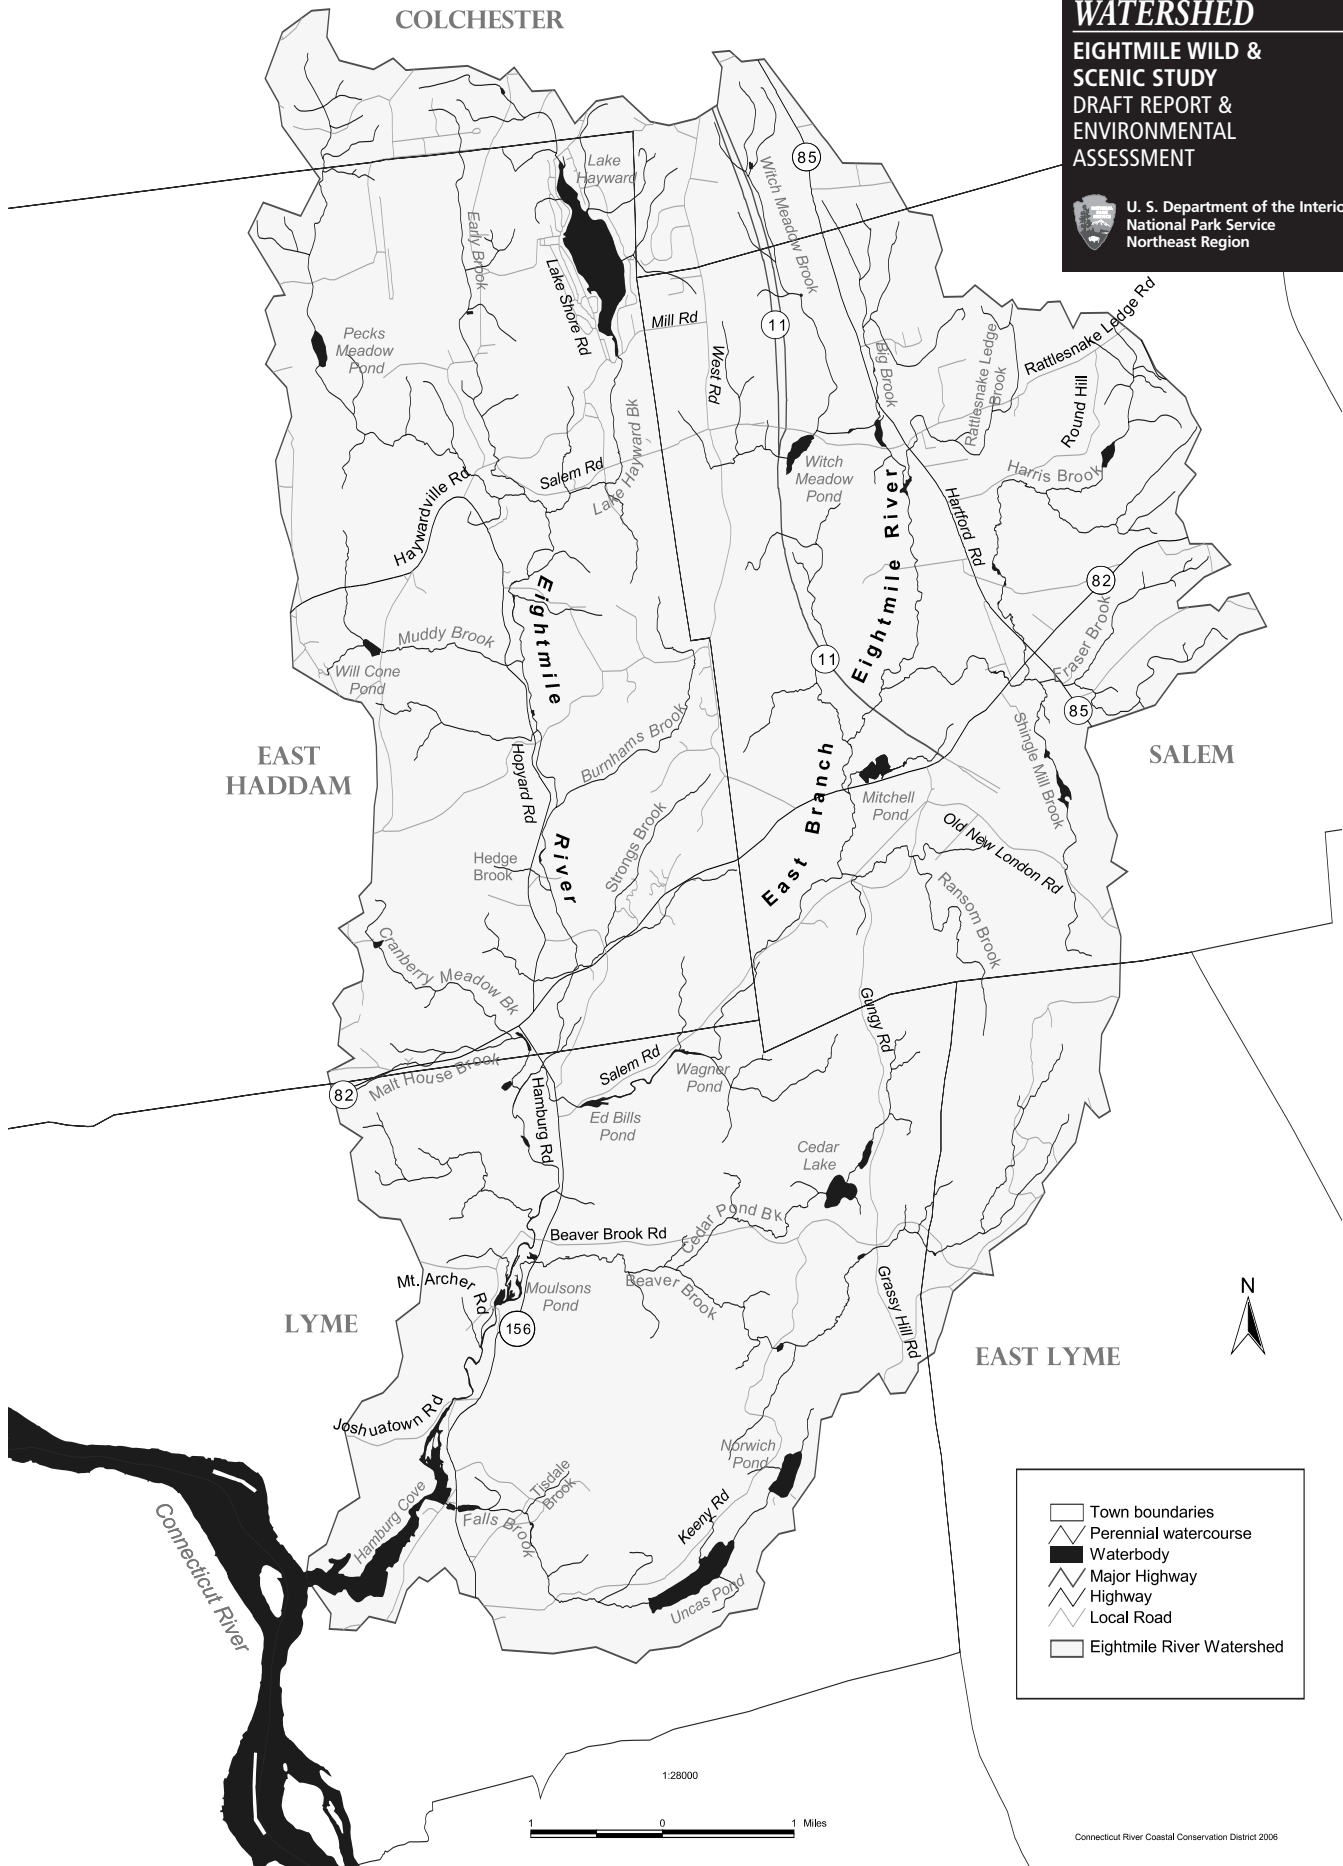 WATERSHED
EIGHTMILE WILD &
SCENIC STUDY
DRAFT REPORT &
ENVIRONMENTAL
ASSESSMENT
NATIONAL
PARK
SERVICE
U. S. Department of the Interior
National Park Service
Northeast Region
COLCHESTER
Lake
Hayward
85
Witch Meadow Brook
Early Brook
Lake Shore Rd
Mill Rd
11
Rattlesnake Ledge Rd
Pecks
Meadow
Pond
West Rd
Big Brook
Rattlesnake Ledge
Brook
Round Hill
Lake Hayward Bk
Witch
Meadow
Pond
Harris Brook
Haywardville Rd
Salem Rd
Hartford Rd
Eightmile River
82
Eightmile
Muddy Brook
Fraser Brook
Will Cone
Pond
11
85
Burnhams Brook
Shingle Mill Brook
EAST
HADDAM
Hopyard Rd
SALEM
Mitchell
Pond
East Branch
Strongs Brook
Old New London Rd
Hedge
Brook
River
Ransom Brook
Cranberry Meadow Bk
Gungy Rd
Malt House Brook
82
Salem Rd
Wagner
Pond
Hamburg Rd
Ed Bills
Pond
Cedar
Lake
Cedar Pond Bk
Beaver Brook Rd
Mt. Archer
Rd
Moulsons
Pond
Beaver Brook
Grassy Hill Rd
156
LYME
EAST LYME
N
Joshuatown Rd
Norwich
Pond
Tisdale
Brook
Hamburg Cove
Falls Brook
Keeny Rd
Connecticut River
Uncas Pond
Town boundaries
Perennial watercourse
Waterbody
Major Highway
Highway
Local Road
Eightmile River Watershed
1:28000
1 0 1 Miles
Connecticut River Coastal Conservation District 2006